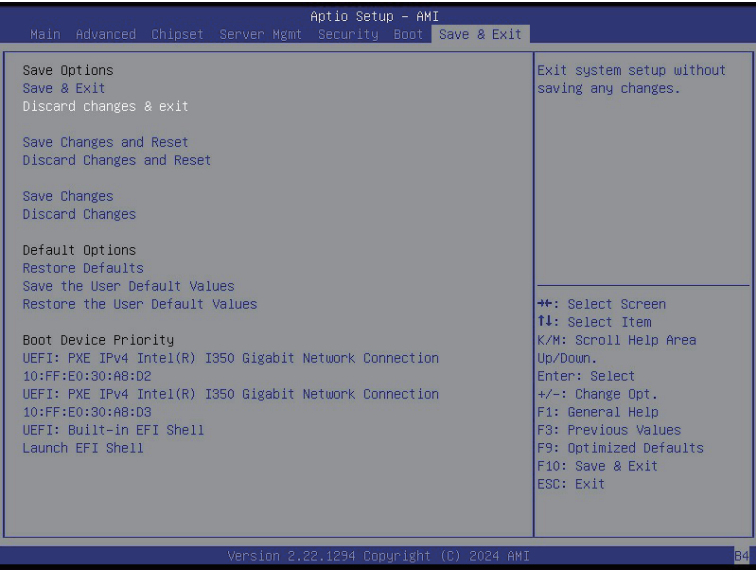 Aptio Setup – AMI
Main Advanced Chipset Server Mgmt Security Boot Save & Exit
Save Options
Save & Exit
Discard changes & exit
Save Changes and Reset
Discard Changes and Reset
Save Changes
Discard Changes
Default Options
Restore Defaults
Save the User Default Values
Restore the User Default Values
Boot Device Priority
UEFI: PXE IPv4 Intel(R) I350 Gigabit Network Connection
10:FF:E0:30:A8:D2
UEFI: PXE IPv4 Intel(R) I350 Gigabit Network Connection
10:FF:E0:30:A8:D3
UEFI: Built-in EFI Shell
Launch EFI Shell
Exit system setup without
saving any changes.
→←: Select Screen
↑↓: Select Item
K/M: Scroll Help Area
Up/Down.
Enter: Select
+/-: Change Opt.
F1: General Help
F3: Previous Values
F9: Optimized Defaults
F10: Save & Exit
ESC: Exit
Version 2.22.1294 Copyright (C) 2024 AMI
B4